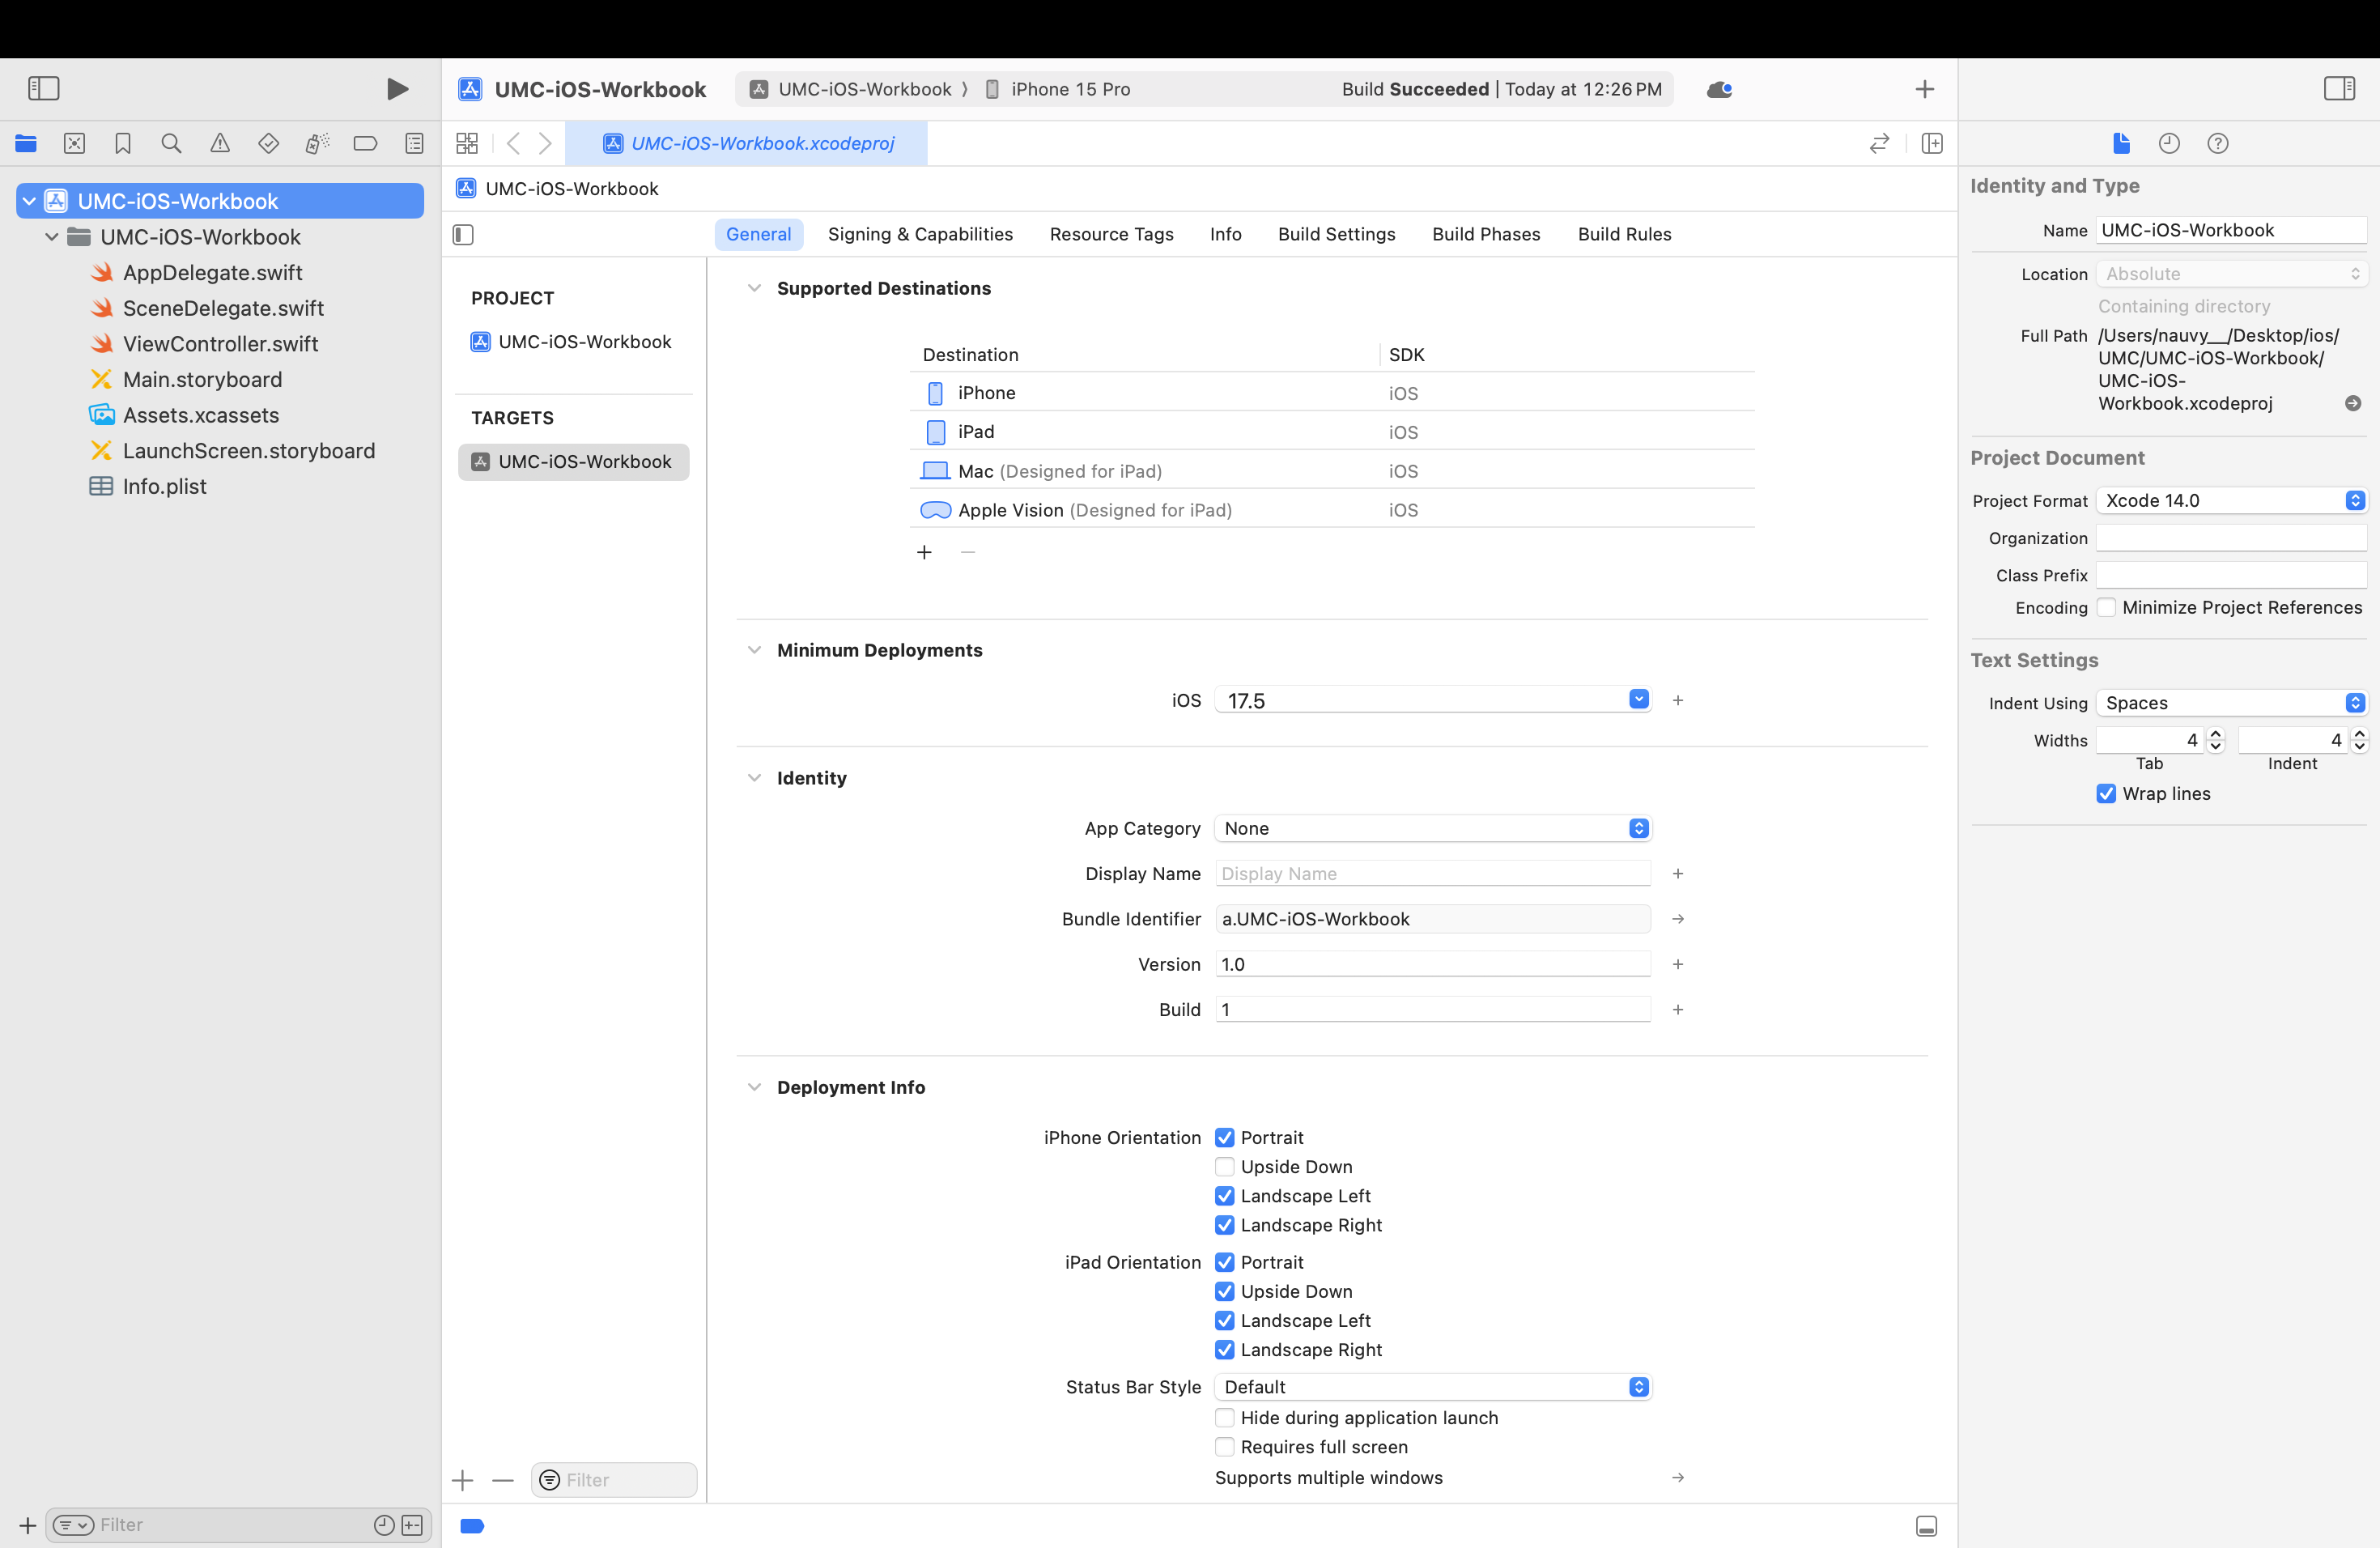 UMC-iOS-Workbook
UMC-iOS-Workbook 〉 iPhone 15 Pro
Build Succeeded | Today at 12:26 PM
UMC-iOS-Workbook.xcodeproj
UMC-iOS-Workbook
UMC-iOS-Workbook
AppDelegate.swift
SceneDelegate.swift
ViewController.swift
Main.storyboard
Assets.xcassets
LaunchScreen.storyboard
Info.plist
Filter
UMC-iOS-Workbook
General Signing & Capabilities Resource Tags Info Build Settings Build Phases Build Rules
PROJECT
UMC-iOS-Workbook
TARGETS
UMC-iOS-Workbook
Filter
Supported Destinations
Destination SDK
iPhone iOS
iPad iOS
Mac (Designed for iPad) iOS
Apple Vision (Designed for iPad) iOS
Minimum Deployments
iOS 17.5
Identity
App Category None
Display Name Display Name
Bundle Identifier a.UMC-iOS-Workbook
Version 1.0
Build 1
Deployment Info
iPhone Orientation Portrait
Upside Down
Landscape Left
Landscape Right
iPad Orientation Portrait
Upside Down
Landscape Left
Landscape Right
Status Bar Style Default
Hide during application launch
Requires full screen
Supports multiple windows
Identity and Type
Name UMC-iOS-Workbook
Location Absolute
Containing directory
Full Path /Users/nauvy__/Desktop/ios/
UMC/UMC-iOS-Workbook/
UMC-iOS-
Workbook.xcodeproj
Project Document
Project Format Xcode 14.0
Organization
Class Prefix
Encoding Minimize Project References
Text Settings
Indent Using Spaces
Widths 4 4
Tab Indent
Wrap lines